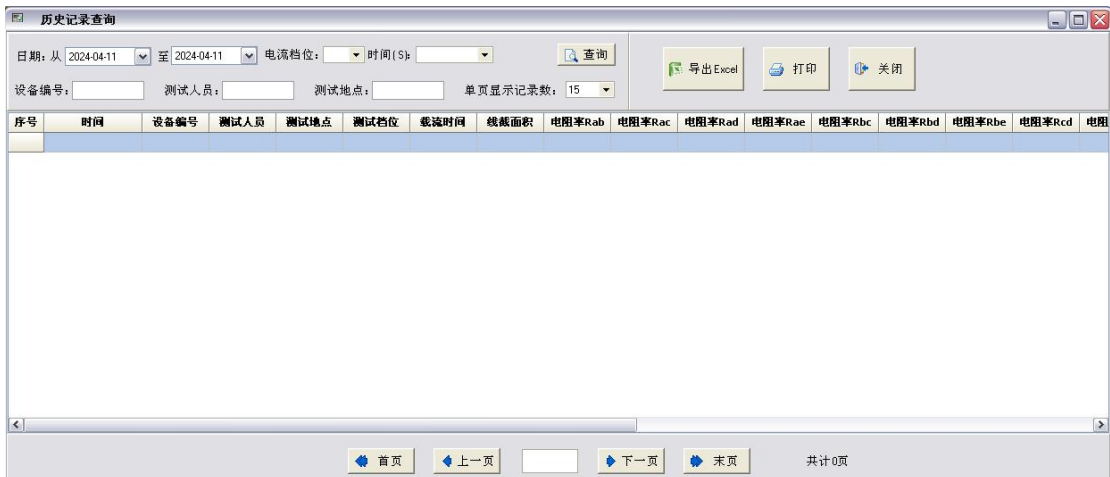 历史记录查询
日期: 从 2024-04-11 至 2024-04-11 电流档位: 时间(S): 查询
导出Excel 打印 关闭
设备编号: 测试人员: 测试地点: 单页显示记录数: 15
序号 时间 设备编号 测试人员 测试地点 测试档位 载流时间 线截面积 电阻率Rab 电阻率Rac 电阻率Rad 电阻率Rae 电阻率Rbc 电阻率Rbd 电阻率Rbe 电阻率Rcd 电阻
首页 上一页 下一页 末页 共计0页